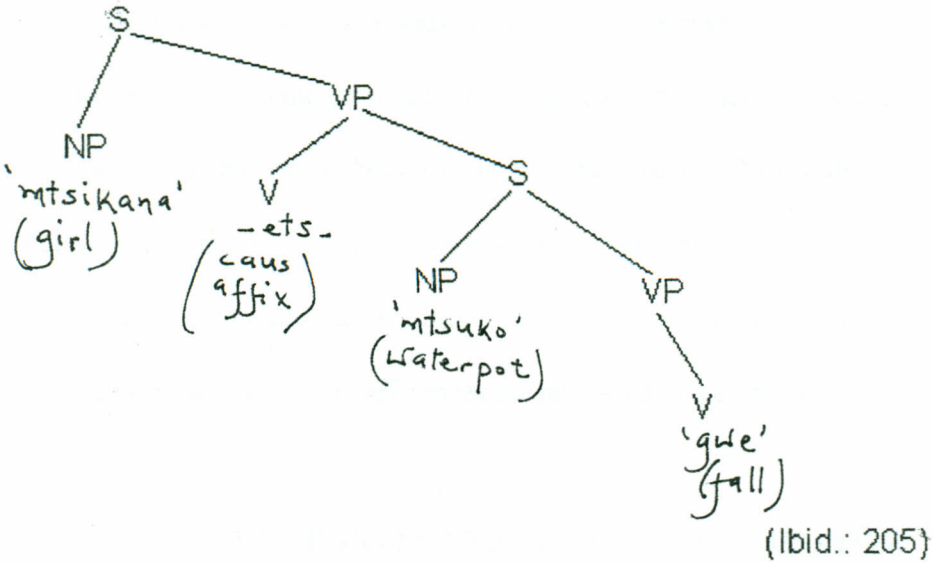 S
NP
'mtsikana'
(girl)
VP
V
-ets-
(caus
affix)
S
NP
'mtsuko'
(waterpot)
VP
V
'gwe'
(fall)
(Ibid.: 205)